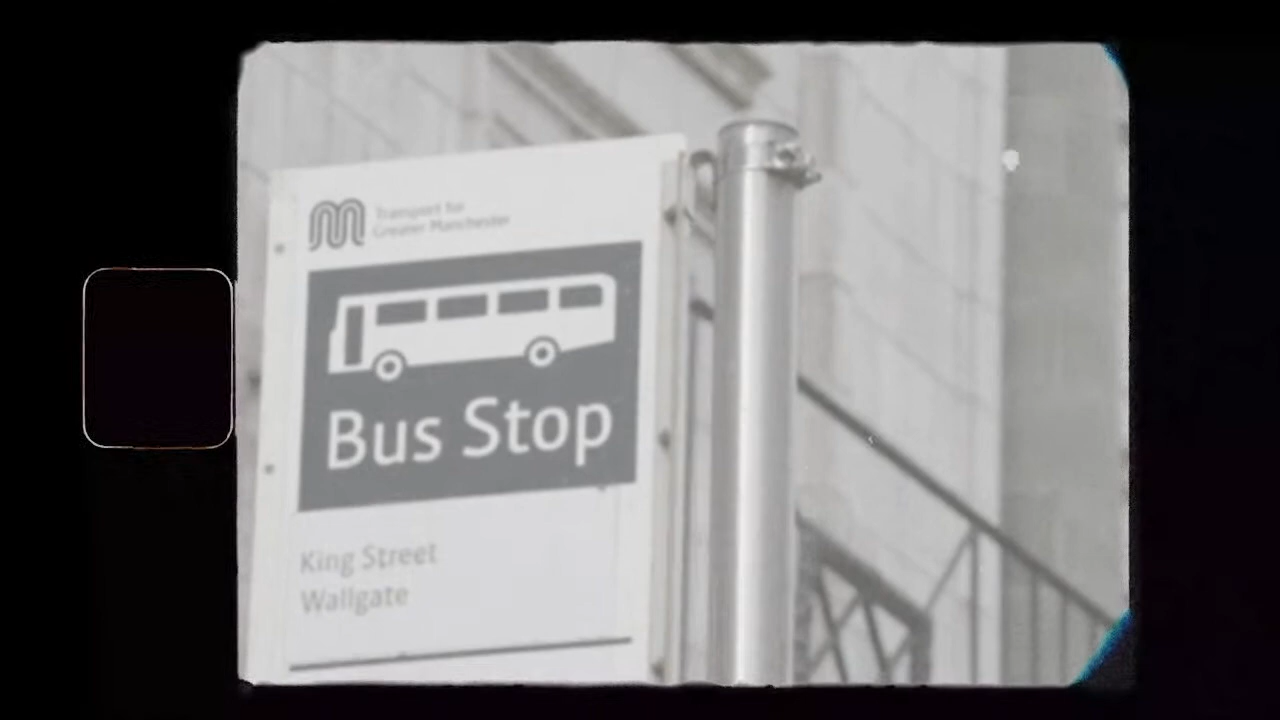 Transport for
Greater Manchester
Bus Stop
King Street
Wallgate